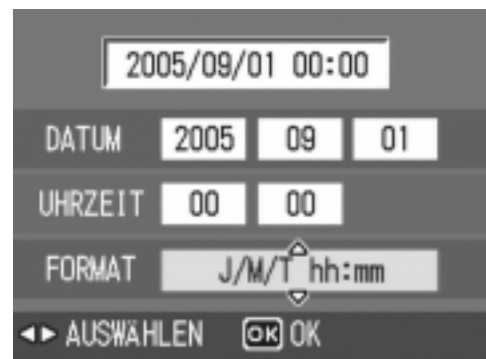 2005/09/01 00:00
DATUM 2005 09 01
UHRZEIT 00 00
FORMAT J/M/T hh:mm
AUSWÄHLEN OK OK